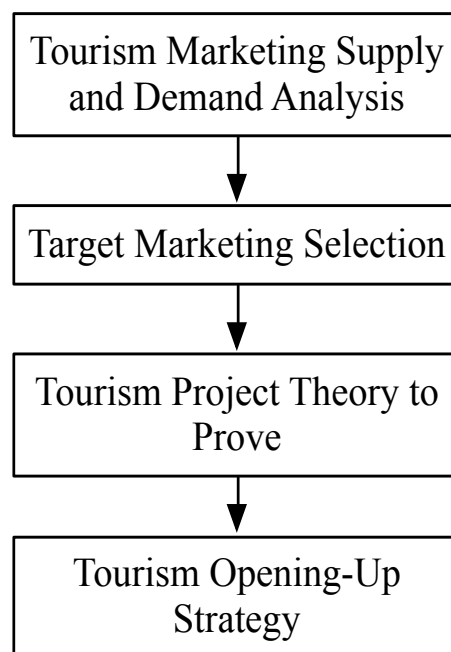 Tourism Marketing Supply
and Demand Analysis
Target Marketing Selection
Tourism Project Theory to
Prove
Tourism Opening-Up
Strategy